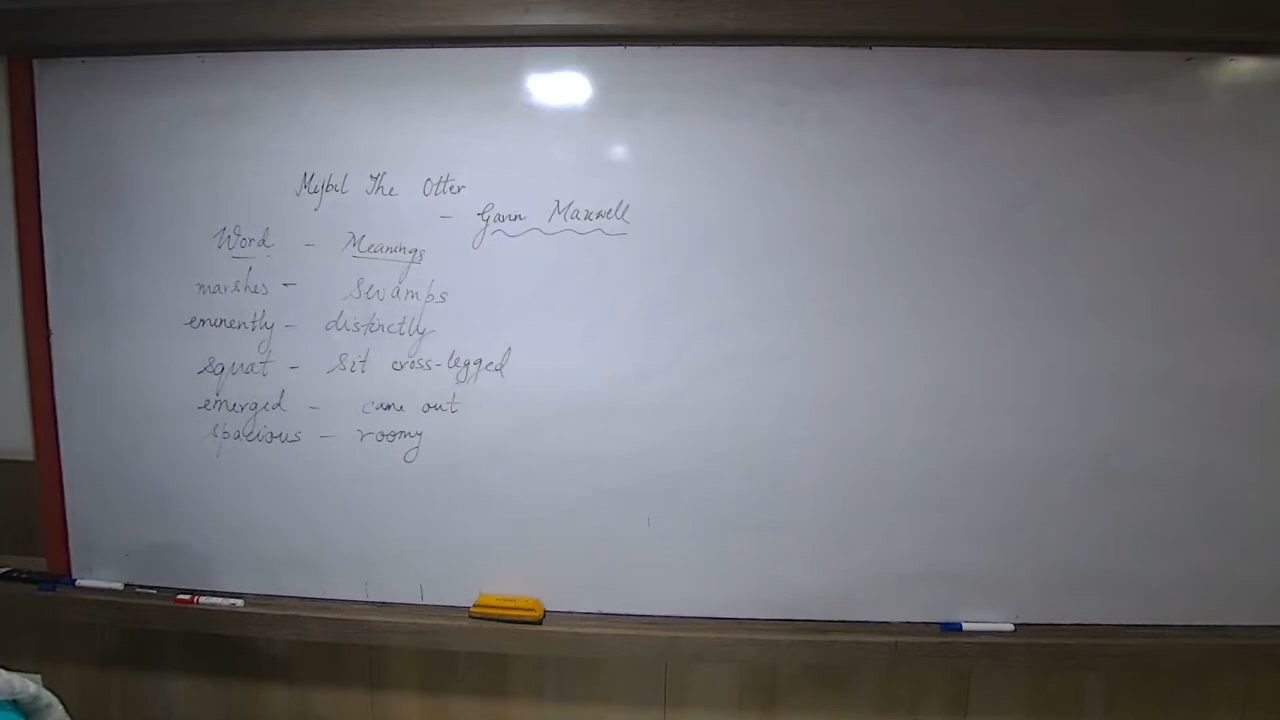 Mijbil The Otter
- Gavin Maxwell
Word - Meanings
marshes - swamps
eminently - distinctly
squat - sit cross-legged
emerged - came out
spacious - roomy